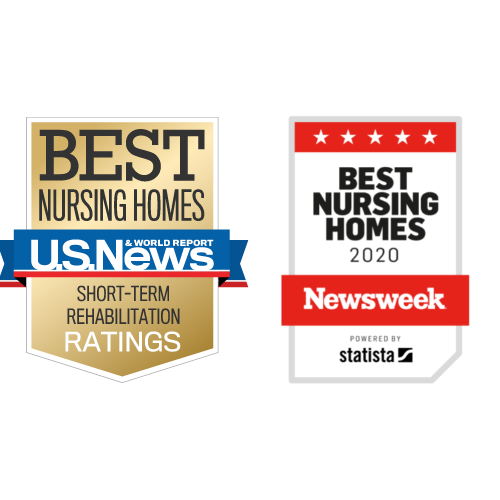 BEST
NURSING HOMES
U.S.News
& WORLD REPORT
SHORT-TERM
REHABILITATION
RATINGS
BEST
NURSING
HOMES
2020
Newsweek
POWERED BY
statista